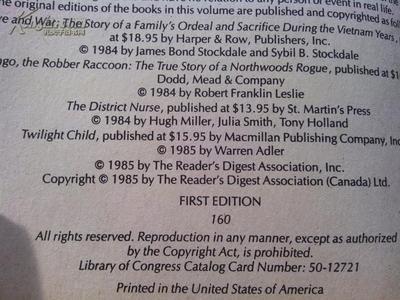 he original editions of the books in this volume are published and copyrighted as foll
ve and War: The Story of a Family's Ordeal and Sacrifice During the Vietnam Years,
at $18.95 by Harper & Row, Publishers, Inc.
© 1984 by James Bond Stockdale and Sybil B. Stockdale
ngo, the Robber Raccoon: The True Story of a Northwoods Rogue, published at $1
Dodd, Mead & Company
© 1984 by Robert Franklin Leslie
The District Nurse, published at $13.95 by St. Martin's Press
© 1984 by Hugh Miller, Julia Smith, Tony Holland
Twilight Child, published at $15.95 by Macmillan Publishing Company, Inc
© 1985 by Warren Adler
© 1985 by The Reader's Digest Association, Inc.
Copyright © 1985 by The Reader's Digest Association (Canada) Ltd.
FIRST EDITION
160
All rights reserved. Reproduction in any manner, except as authorized
by the Copyright Act, is prohibited.
Library of Congress Catalog Card Number: 50-12721
Printed in the United States of America